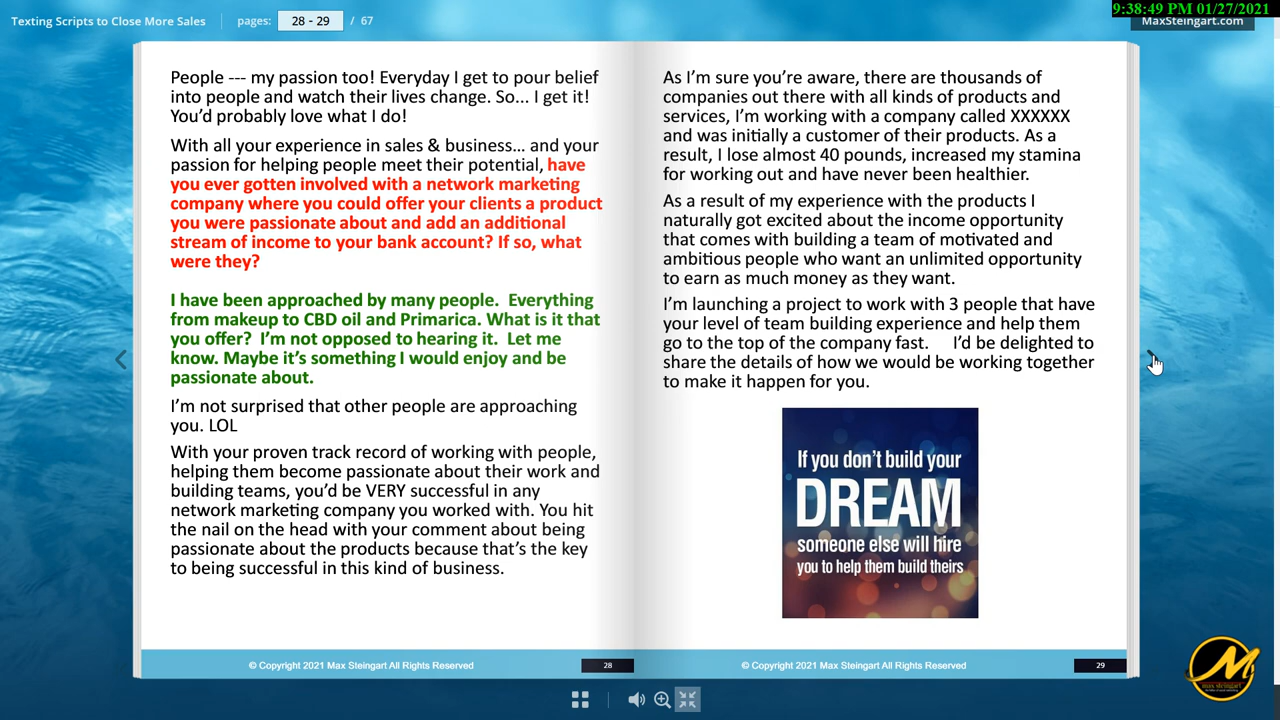 Texting Scripts to Close More Sales
pages:
28 - 29
/ 67
9:38:49 PM 01/27/2021
MaxSteingart.com
People --- my passion too! Everyday I get to pour belief
into people and watch their lives change. So... I get it!
You'd probably love what I do!
With all your experience in sales & business... and your
passion for helping people meet their potential, have
you ever gotten involved with a network marketing
company where you could offer your clients a product
you were passionate about and add an additional
stream of income to your bank account? If so, what
were they?
I have been approached by many people.  Everything
from makeup to CBD oil and Primarica. What is it that
you offer?  I'm not opposed to hearing it.  Let me
know. Maybe it's something I would enjoy and be
passionate about.
I'm not surprised that other people are approaching
you. LOL
With your proven track record of working with people,
helping them become passionate about their work and
building teams, you'd be VERY successful in any
network marketing company you worked with. You hit
the nail on the head with your comment about being
passionate about the products because that's the key
to being successful in this kind of business.
© Copyright 2021 Max Steingart All Rights Reserved
28
As I'm sure you're aware, there are thousands of
companies out there with all kinds of products and
services, I'm working with a company called XXXXXX
and was initially a customer of their products. As a
result, I lose almost 40 pounds, increased my stamina
for working out and have never been healthier.
As a result of my experience with the products I
naturally got excited about the income opportunity
that comes with building a team of motivated and
ambitious people who want an unlimited opportunity
to earn as much money as they want.
I'm launching a project to work with 3 people that have
your level of team building experience and help them
go to the top of the company fast.    I'd be delighted to
share the details of how we would be working together
to make it happen for you.
If you don't build your
DREAM
someone else will hire
you to help them build theirs
© Copyright 2021 Max Steingart All Rights Reserved
29
max steingart